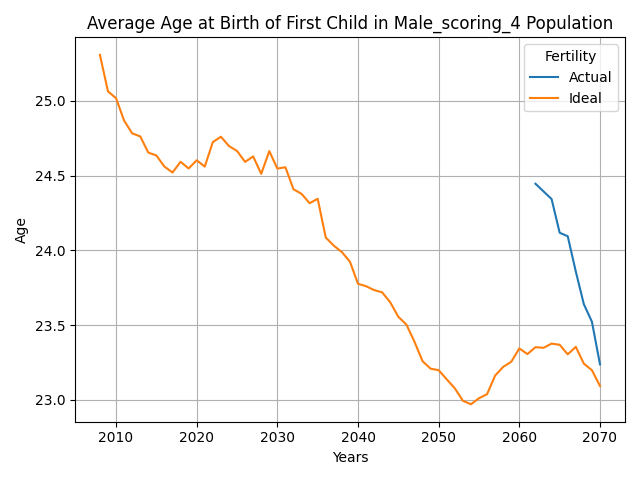 Average Age at Birth of First Child in Male_scoring_4 Population
Fertility
Actual
Ideal
25.0
24.5
24.0
23.5
23.0
Age
2010 2020 2030 2040 2050 2060 2070
Years